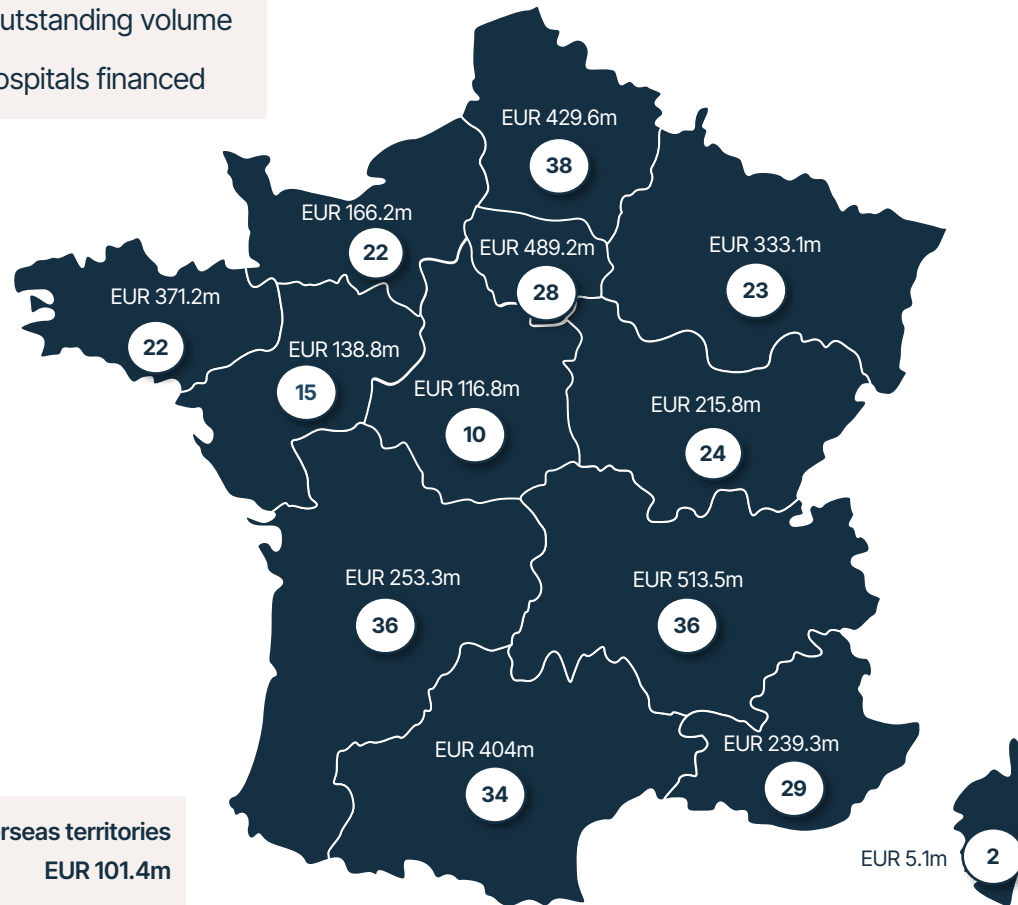 utstanding volume
ospitals financed
EUR 429.6m
38
EUR 166.2m
22
EUR 489.2m
28
EUR 333.1m
23
EUR 371.2m
22
EUR 138.8m
15
EUR 116.8m
10
EUR 215.8m
24
EUR 253.3m
36
EUR 513.5m
36
EUR 404m
34
EUR 239.3m
29
rseas territories
EUR 101.4m
EUR 5.1m
2